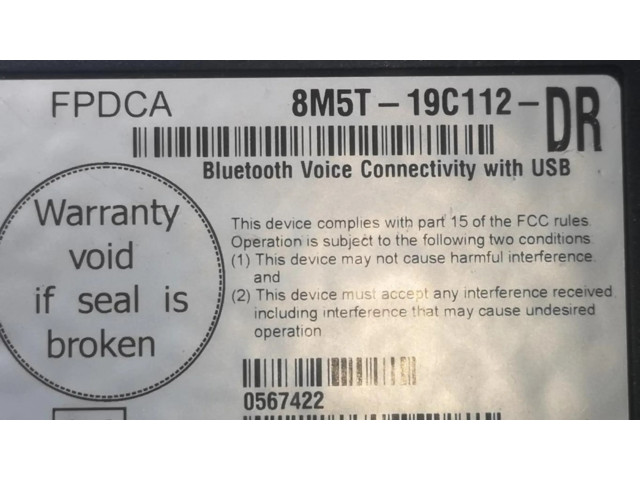 FPDCA
8M5T-19C112-DR
Bluetooth Voice Connectivity with USB
Warranty
void
if seal is
broken
This device complies with part 15 of the FCC rules.
Operation is subject to the following two conditions
(1) This device may not cause harmful interference.
and
(2) This device must accept any interference received
including interference that may cause undesired
operation
0567422